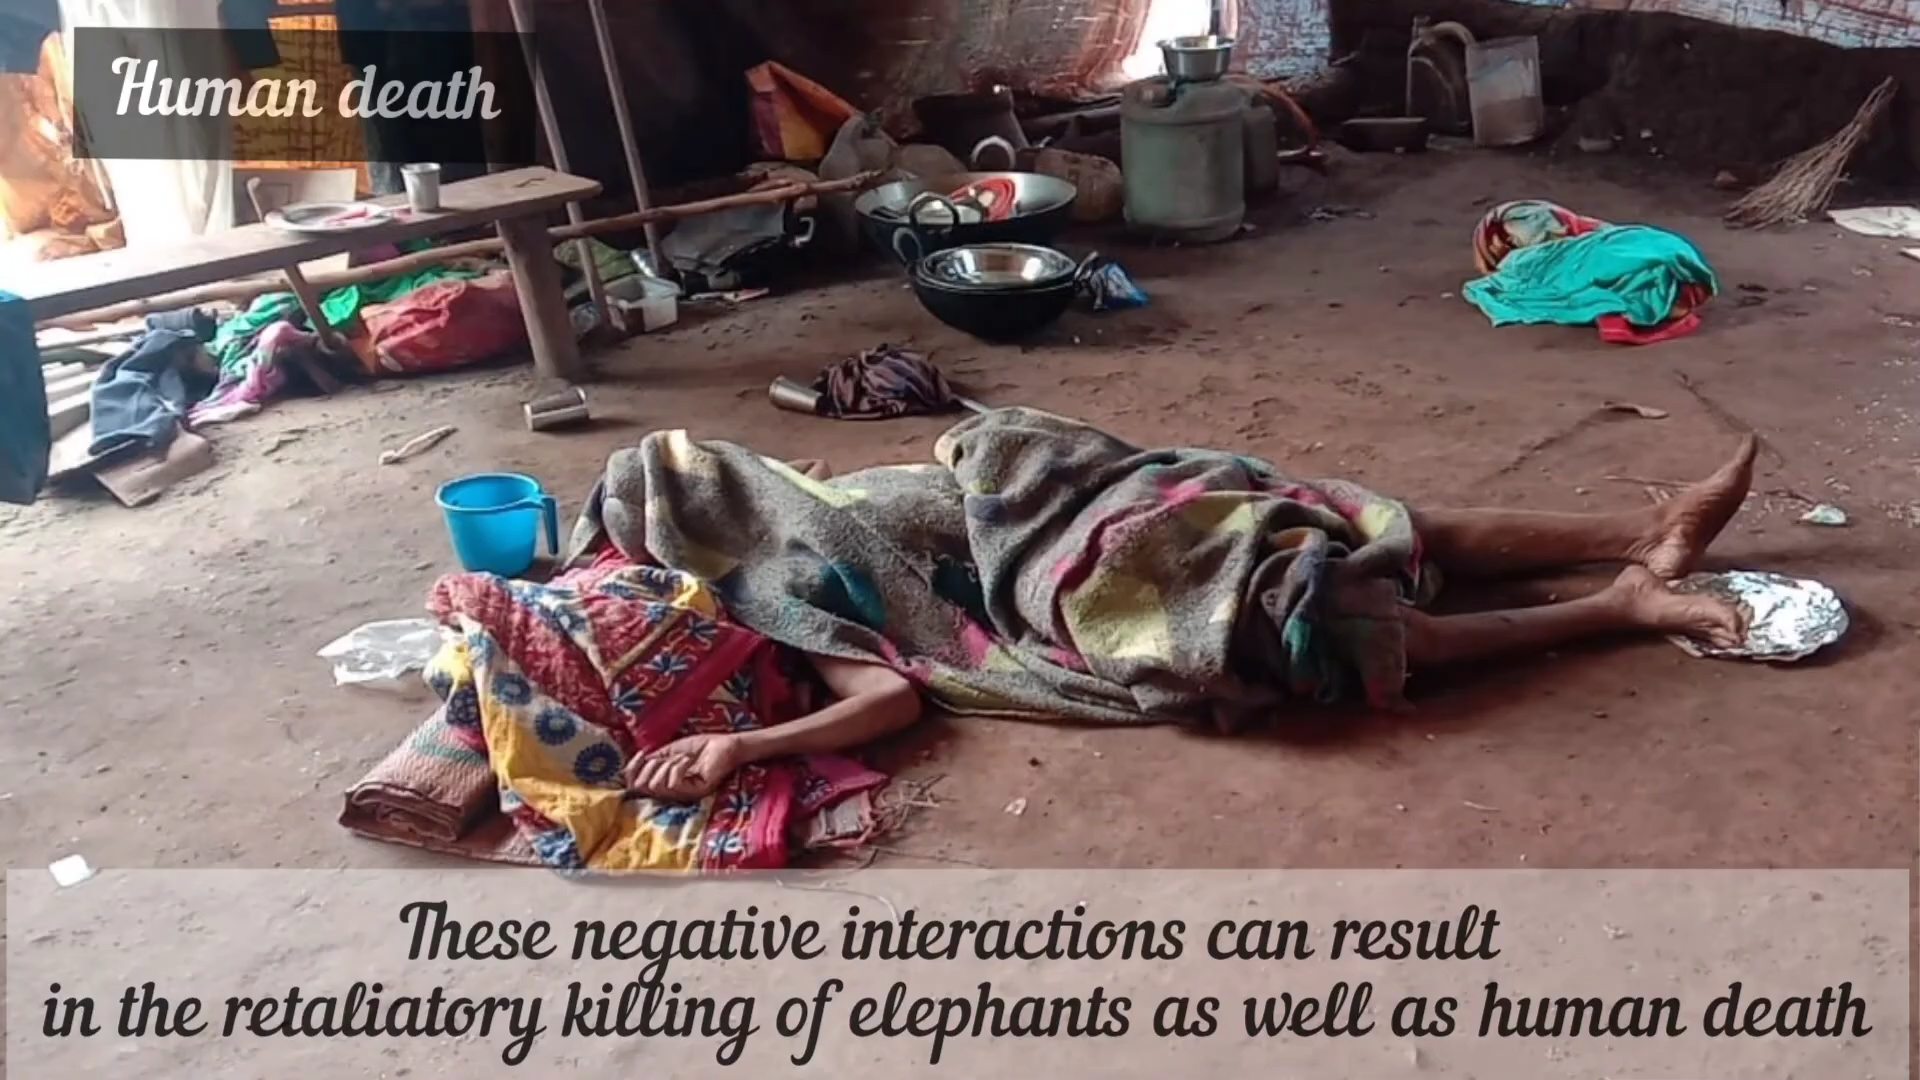 Human death
These negative interactions can result
in the retaliatory killing of elephants as well as human death